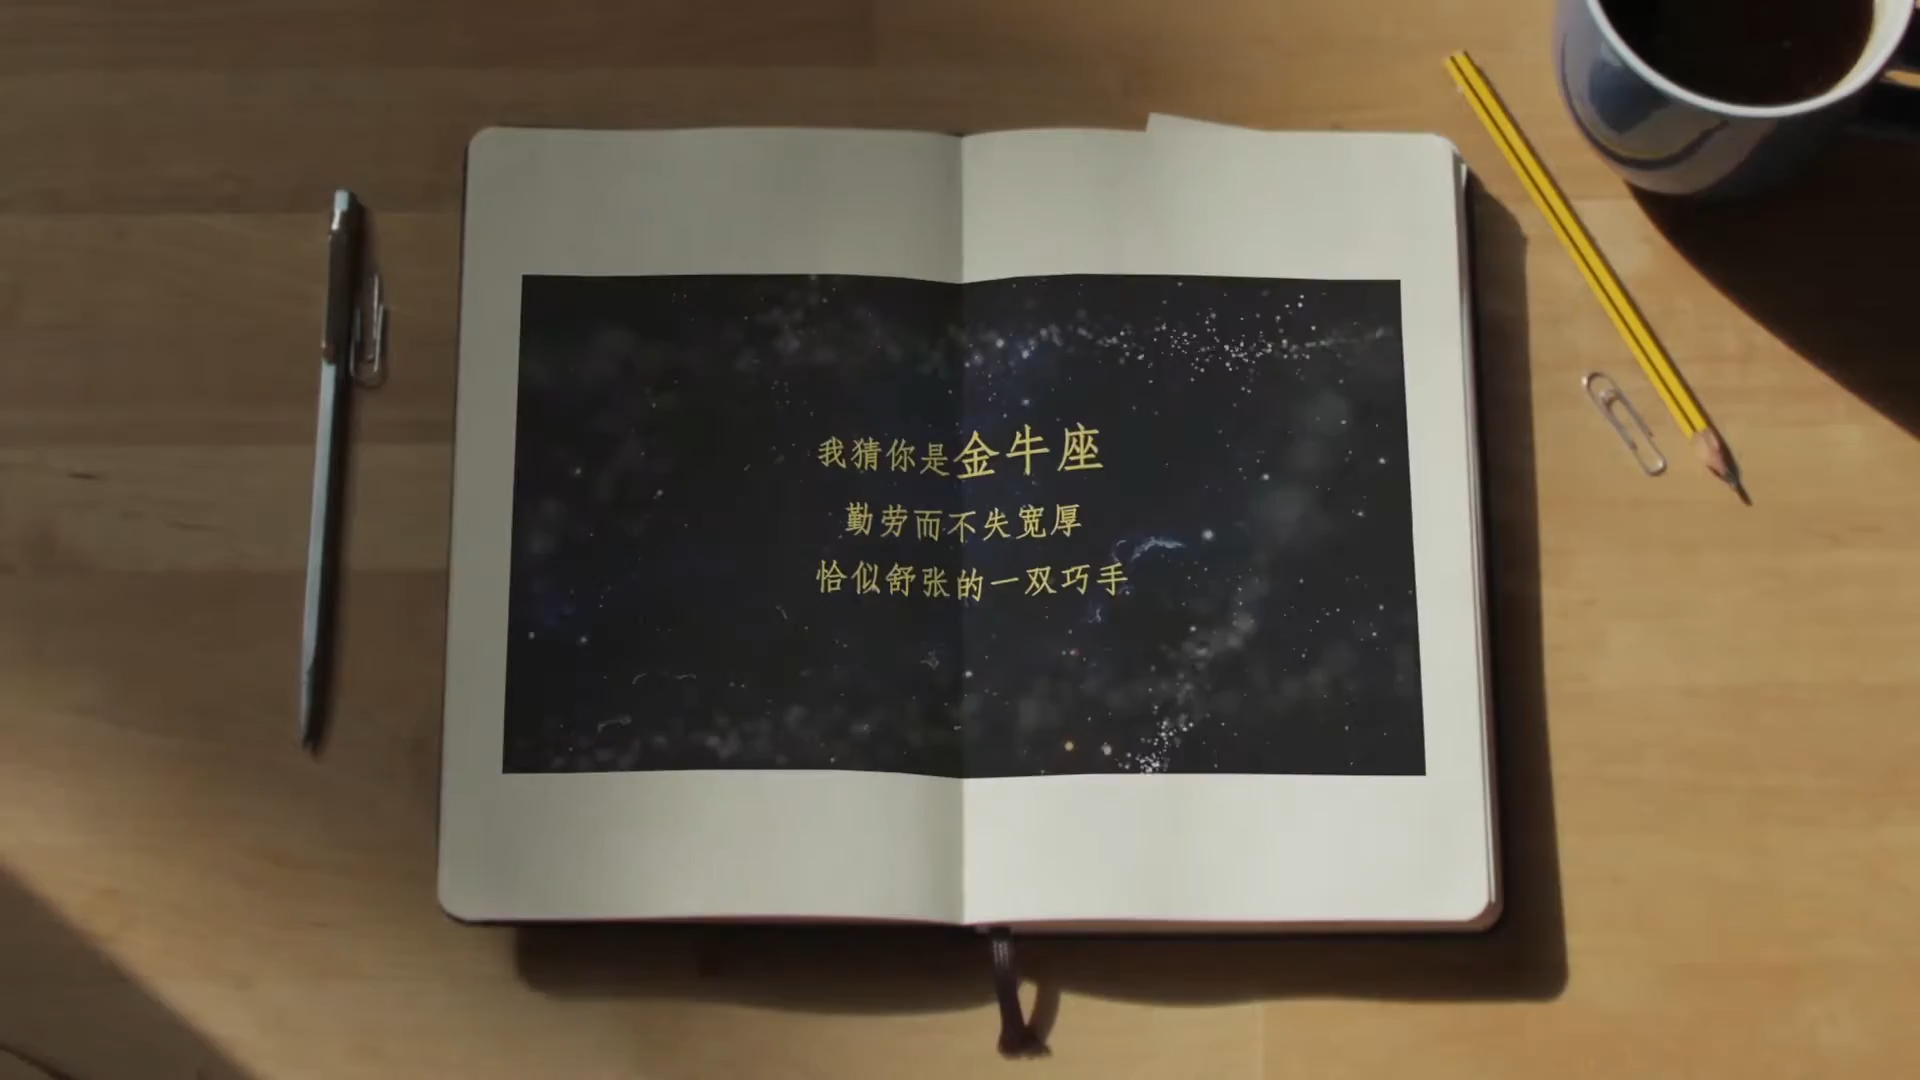 我猜你是金牛座
勤劳而不失宽厚
恰似舒张的一双巧手